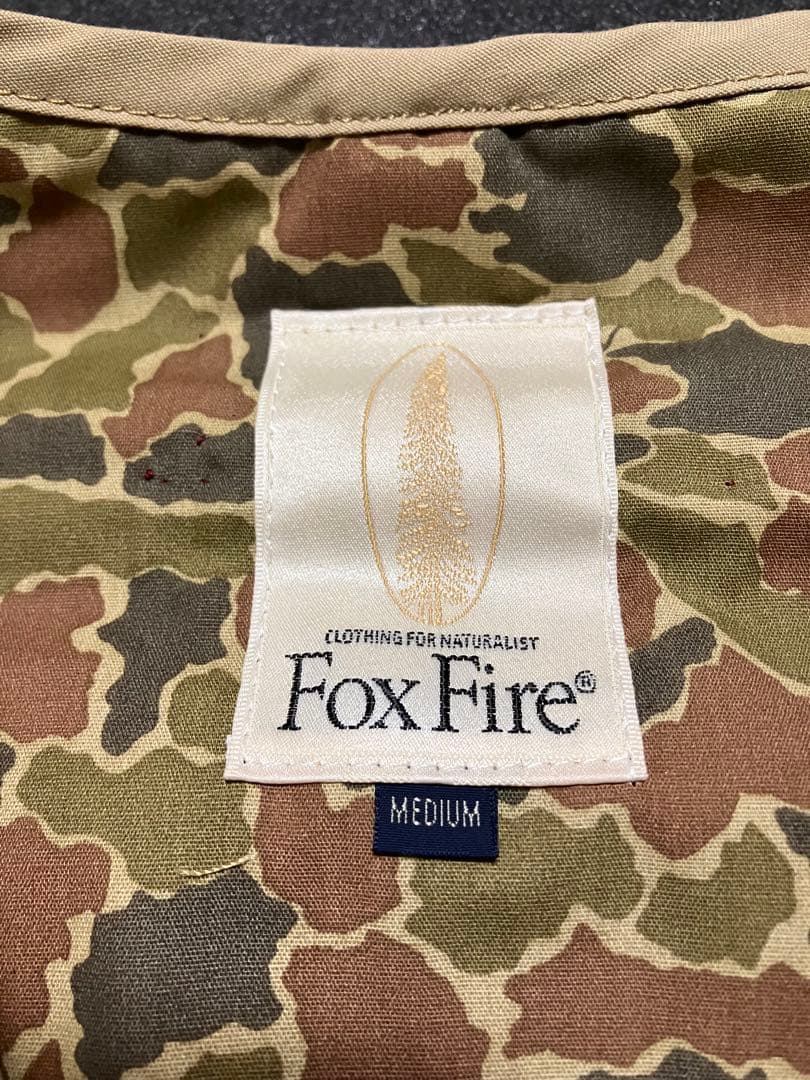 CLOTHING FOR NATURALIST
Fox Fire®
MEDIUM